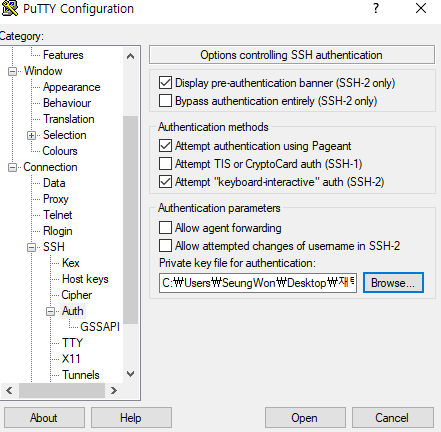 PuTTY Configuration
?
Category:
Features
Window
Appearance
Behaviour
Translation
Selection
Colours
Connection
Data
Proxy
Telnet
Rlogin
SSH
Kex
Host keys
Cipher
Auth
GSSAPI
TTY
X11
Tunnels
Options controlling SSH authentication
Display pre-authentication banner (SSH-2 only)
Bypass authentication entirely (SSH-2 only)
Authentication methods
Attempt authentication using Pageant
Attempt TIS or CryptoCard auth (SSH-1)
Attempt "keyboard-interactive" auth (SSH-2)
Authentication parameters
Allow agent forwarding
Allow attempted changes of username in SSH-2
Private key file for authentication:
C:₩Users₩SeungWon₩Desktop₩
Browse...
About
Help
Open
Cancel